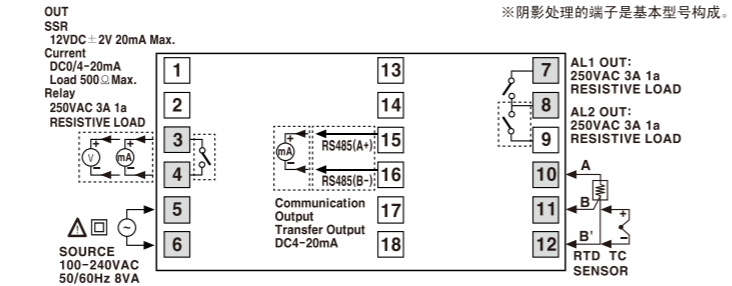 OUT
SSR
12VDC±2V 20mA Max.
Current
DC0/4-20mA
Load 500Ω Max.
Relay
250VAC 3A 1a
RESISTIVE LOAD
※阴影处理的端子是基本型号构成。
1
2
3
4
5
6
V
mA
+
−
+
−
~
SOURCE
100-240VAC
50/60Hz 8VA
13
14
15
16
17
18
mA
+
−
RS485(A+)
RS485(B-)
Communication
Output
Transfer Output
DC4-20mA
7
8
9
10
11
12
AL1 OUT:
250VAC 3A 1a
RESISTIVE LOAD
AL2 OUT:
250VAC 3A 1a
RESISTIVE LOAD
A
B
B'
+
−
RTD TC
SENSOR